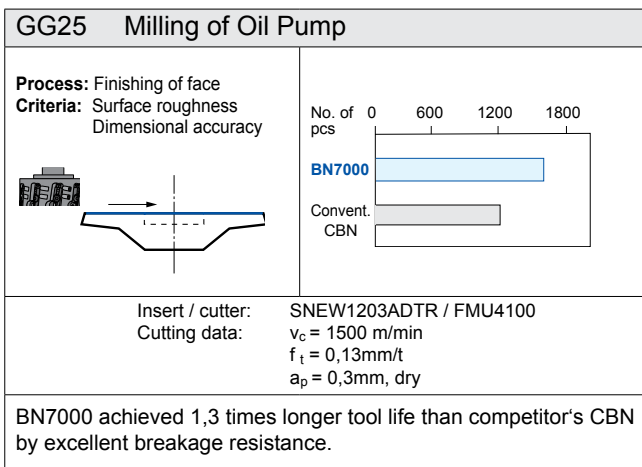 GG25 Milling of Oil Pump
Process: Finishing of face
Criteria: Surface roughness
Dimensional accuracy
No. of pcs 0 600 1200 1800
BN7000
Convent.
CBN
Insert / cutter: SNEW1203ADTR / FMU4100
Cutting data: vc = 1500 m/min
f t = 0,13mm/t
ap = 0,3mm, dry
BN7000 achieved 1,3 times longer tool life than competitor‘s CBN
by excellent breakage resistance.